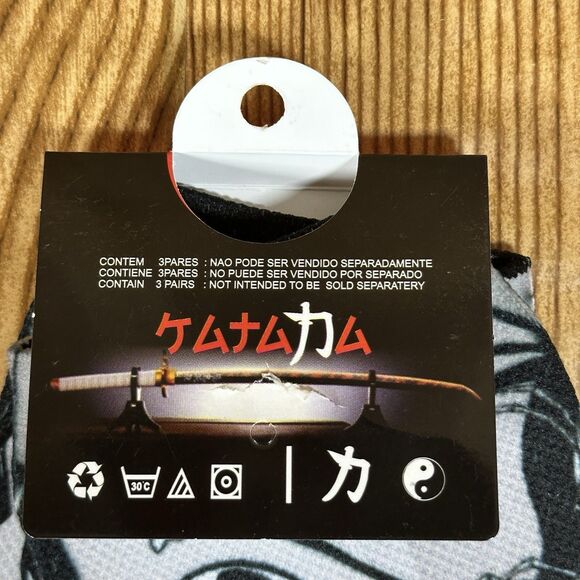 CONTEM 3PARES : NAO PODE SER VENDIDO SEPARADAMENTE
CONTIENE 3PARES : NO PUEDE SER VENDIDO POR SEPARADO
CONTAIN 3 PAIRS : NOT INTENDED TO BE SOLD SEPARATERY
ケムナム力ム
30°C
力